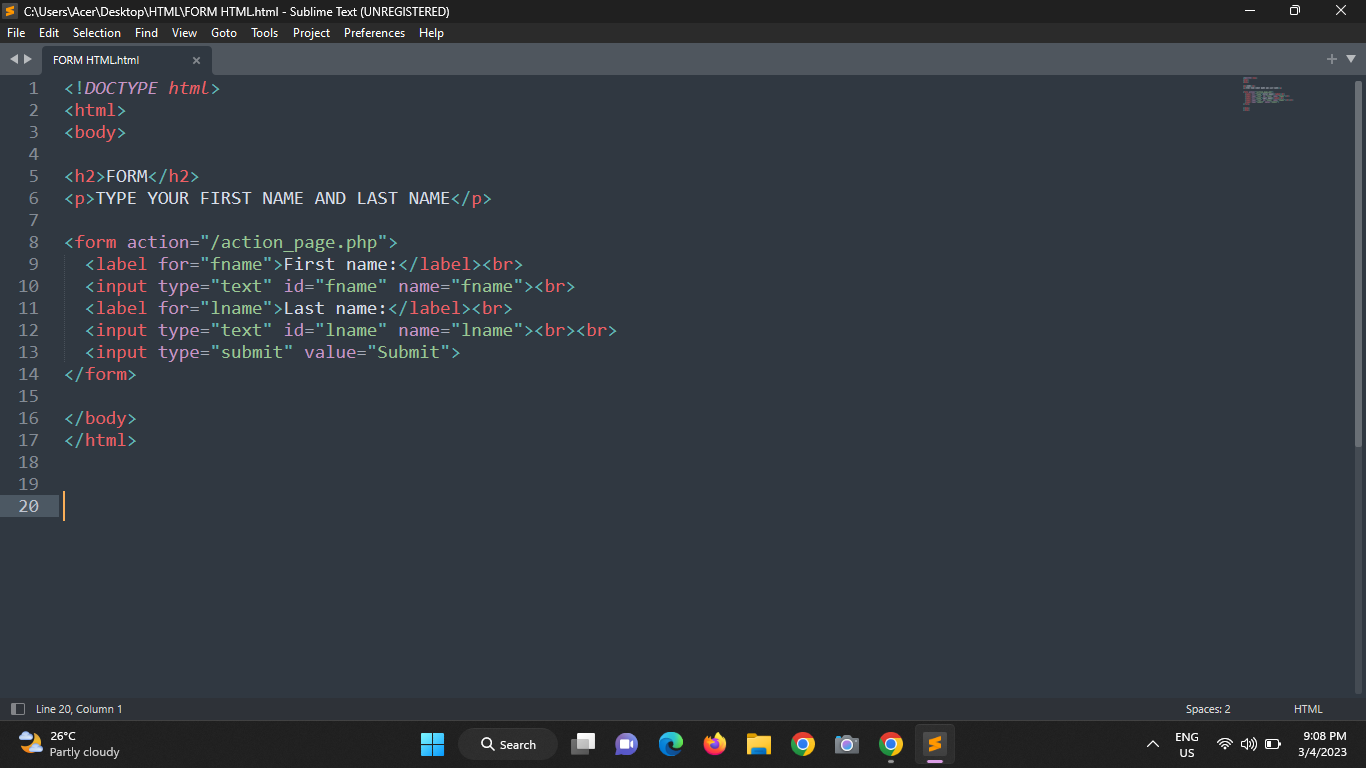 C:\Users\Acer\Desktop\HTML\FORM HTML.html - Sublime Text (UNREGISTERED)
File Edit Selection Find View Goto Tools Project Preferences Help
FORM HTML.html
1 <!DOCTYPE html>
2 <html>
3 <body>
4
5 <h2>FORM</h2>
6 <p>TYPE YOUR FIRST NAME AND LAST NAME</p>
7
8 <form action="/action_page.php">
9   <label for="fname">First name:</label><br>
10   <input type="text" id="fname" name="fname"><br>
11   <label for="lname">Last name:</label><br>
12   <input type="text" id="lname" name="lname"><br><br>
13   <input type="submit" value="Submit">
14 </form>
15
16 </body>
17 </html>
18
19
20
Line 20, Column 1 Spaces: 2 HTML
26°C
Partly cloudy
Search
ENG
US
9:08 PM
3/4/2023